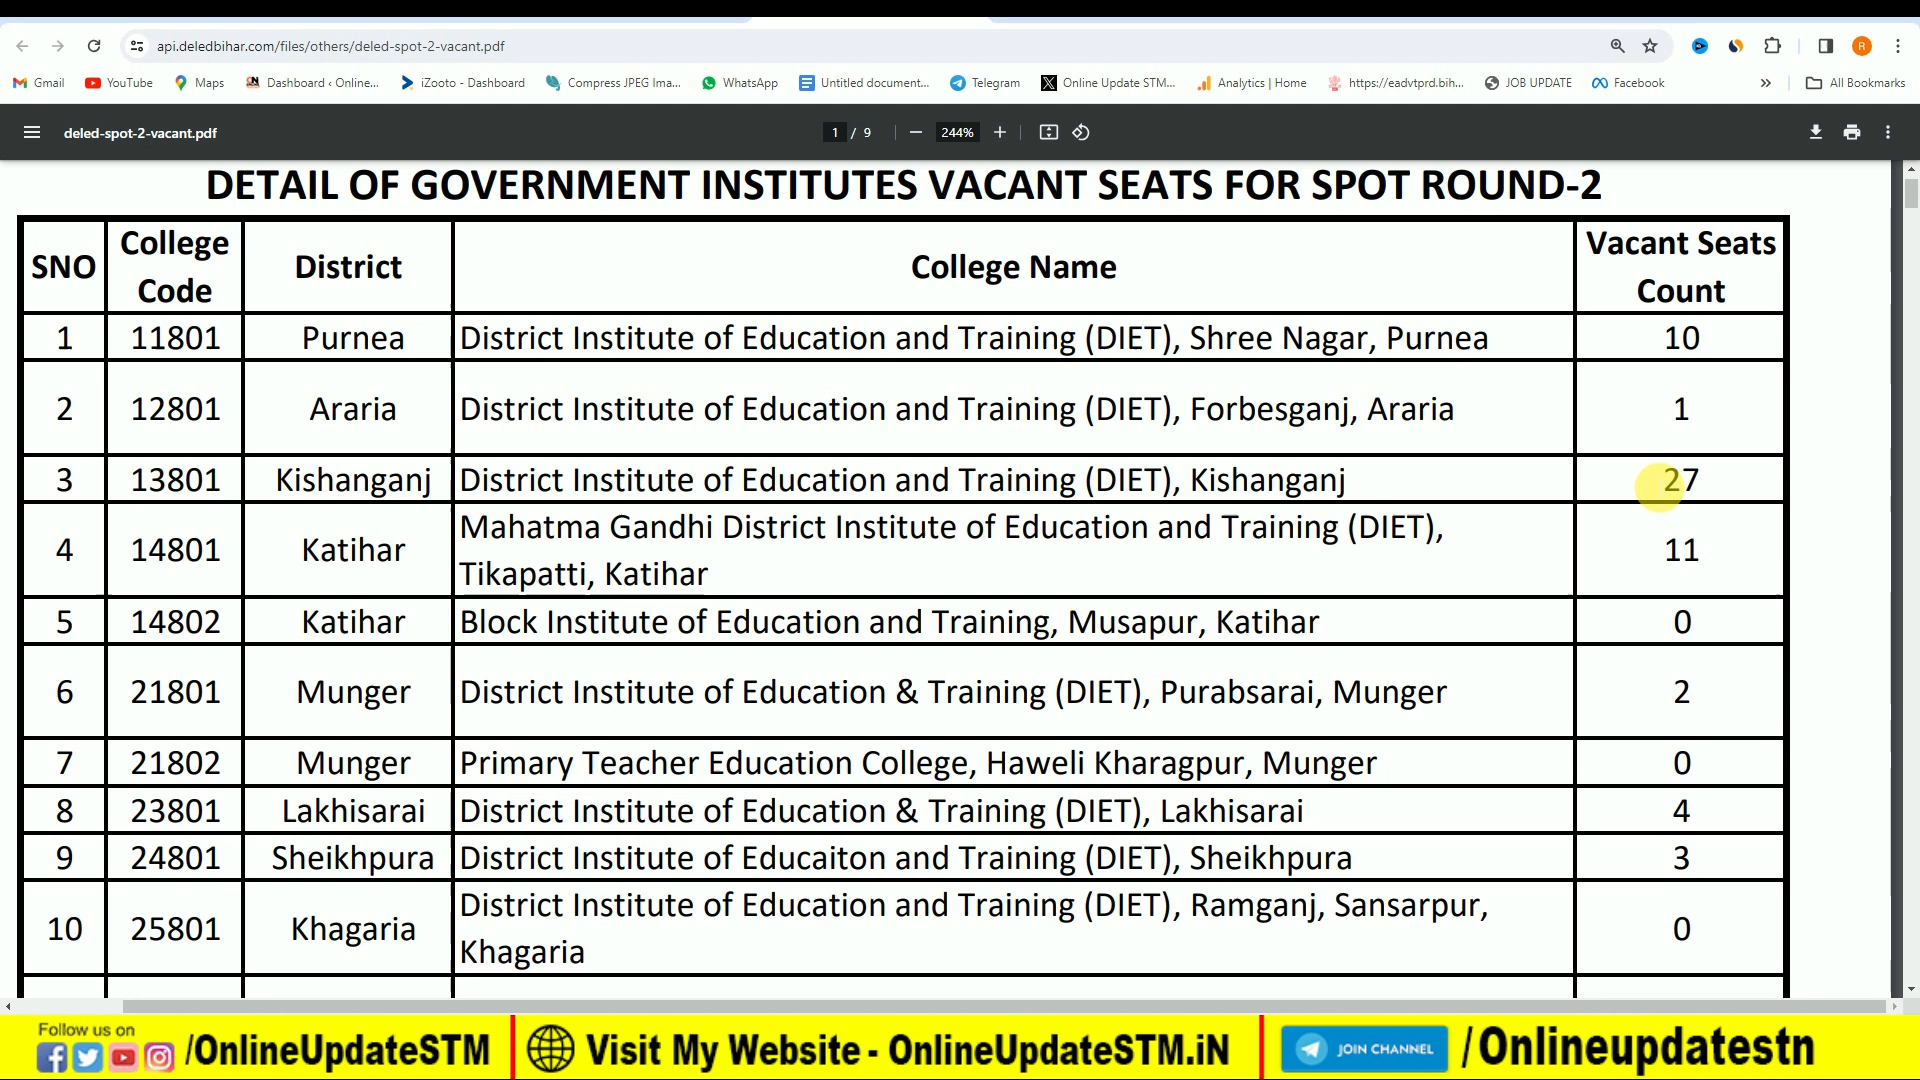 api.deledbihar.com/files/others/deled-spot-2-vacant.pdf
R
Gmail YouTube Maps Dashboard ‹ Online... iZooto - Dashboard Compress JPEG Ima... WhatsApp Untitled document... Telegram Online Update STM... Analytics | Home https://eadvtprd.bih... JOB UPDATE Facebook » All Bookmarks
deled-spot-2-vacant.pdf 1 / 9 — 244% +
DETAIL OF GOVERNMENT INSTITUTES VACANT SEATS FOR SPOT ROUND-2
SNO College Code District College Name Vacant Seats Count
1 11801 Purnea District Institute of Education and Training (DIET), Shree Nagar, Purnea 10
2 12801 Araria District Institute of Education and Training (DIET), Forbesganj, Araria 1
3 13801 Kishanganj District Institute of Education and Training (DIET), Kishanganj 27
4 14801 Katihar Mahatma Gandhi District Institute of Education and Training (DIET), Tikapatti, Katihar 11
5 14802 Katihar Block Institute of Education and Training, Musapur, Katihar 0
6 21801 Munger District Institute of Education & Training (DIET), Purabsarai, Munger 2
7 21802 Munger Primary Teacher Education College, Haweli Kharagpur, Munger 0
8 23801 Lakhisarai District Institute of Education & Training (DIET), Lakhisarai 4
9 24801 Sheikhpura District Institute of Educaiton and Training (DIET), Sheikhpura 3
10 25801 Khagaria District Institute of Education and Training (DIET), Ramganj, Sansarpur, Khagaria 0
Follow us on
/OnlineUpdateSTM Visit My Website - OnlineUpdateSTM.iN JOIN CHANNEL /Onlineupdatestn